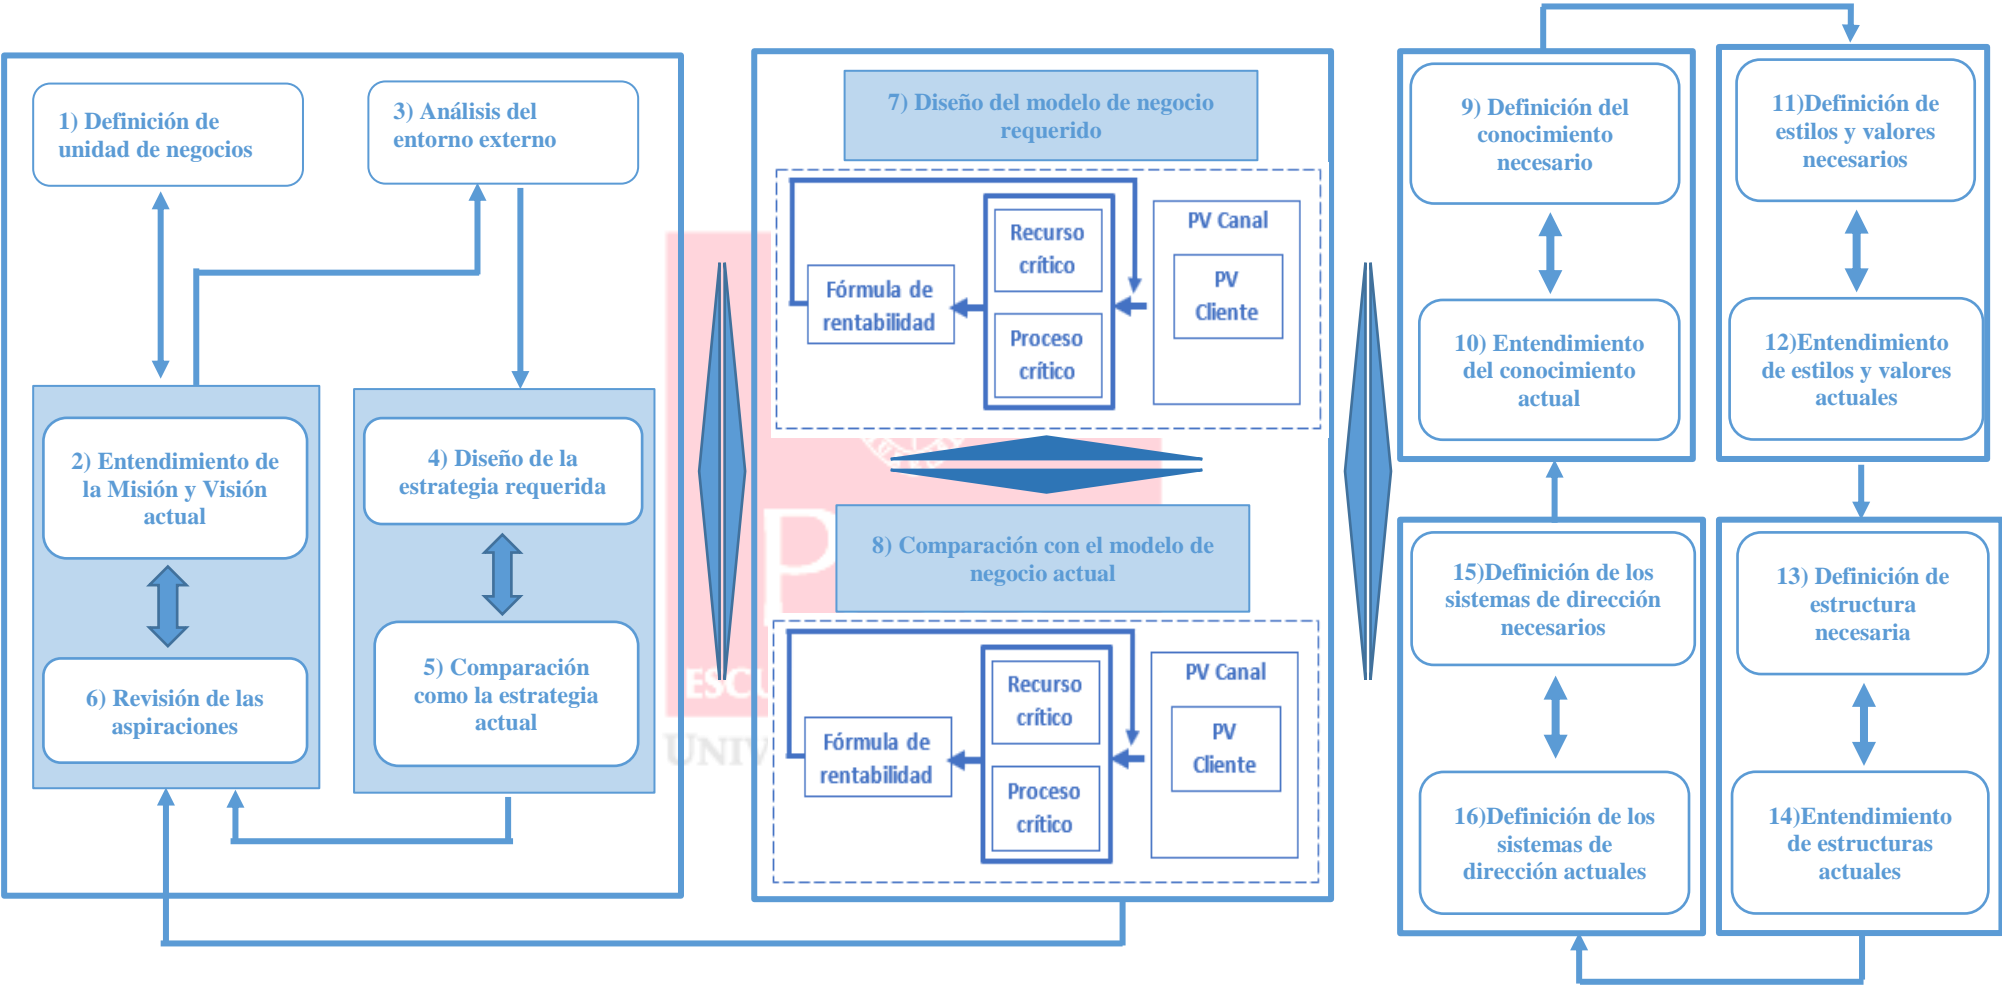 1) Definición de
unidad de negocios
3) Análisis del
entorno externo
2) Entendimiento de
la Misión y Visión
actual
4) Diseño de la
estrategia requerida
6) Revisión de las
aspiraciones
5) Comparación
como la estrategia
actual
7) Diseño del modelo de negocio
requerido
Fórmula de
rentabilidad
Recurso
crítico
Proceso
crítico
PV Canal
PV
Cliente
8) Comparación con el modelo de
negocio actual
Fórmula de
rentabilidad
Recurso
crítico
Proceso
crítico
PV Canal
PV
Cliente
9) Definición del
conocimiento
necesario
10) Entendimiento
del conocimiento
actual
11)Definición de
estilos y valores
necesarios
12)Entendimiento
de estilos y valores
actuales
15)Definición de los
sistemas de dirección
necesarios
16)Definición de los
sistemas de
dirección actuales
13) Definición de
estructura
necesaria
14)Entendimiento
de estructuras
actuales